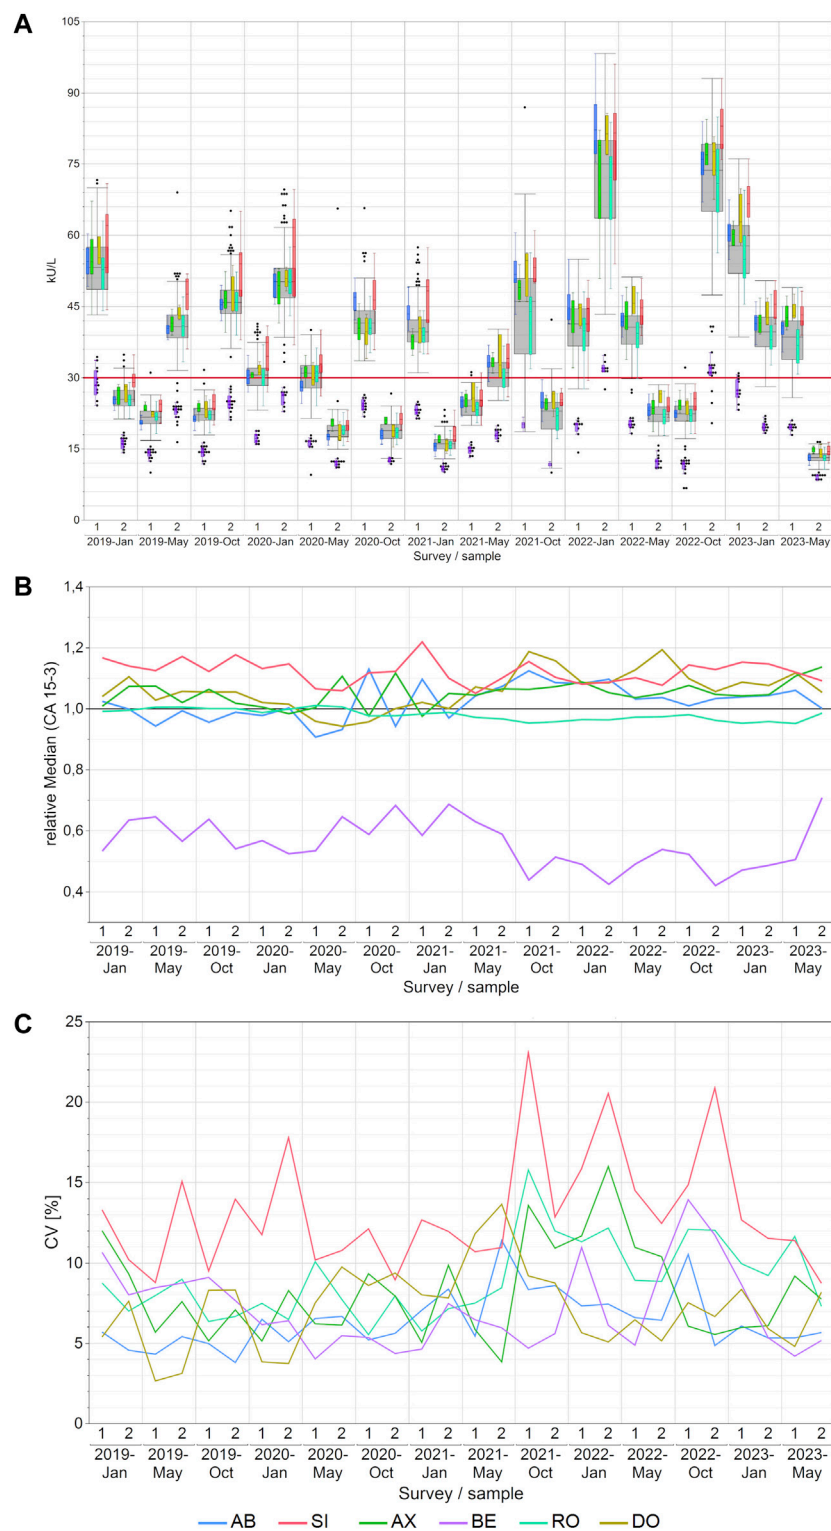 A
105
90
75
60
45
30
15
0
kU/L
1 2 1 2 1 2 1 2 1 2 1 2 1 2 1 2 1 2 1 2 1 2 1 2 1 2 1 2
2019-Jan 2019-May 2019-Oct 2020-Jan 2020-May 2020-Oct 2021-Jan 2021-May 2021-Oct 2022-Jan 2022-May 2022-Oct 2023-Jan 2023-May
Survey / sample
B
1,4
1,2
1,0
0,8
0,6
0,4
relative Median (CA 15-3)
1 2 1 2 1 2 1 2 1 2 1 2 1 2 1 2 1 2 1 2 1 2 1 2 1 2 1 2
2019- 2019- 2019- 2020- 2020- 2020- 2021- 2021- 2021- 2022- 2022- 2022- 2023- 2023-
Jan May Oct Jan May Oct Jan May Oct Jan May Oct Jan May
Survey / sample
C
25
20
15
10
5
0
CV [%]
1 2 1 2 1 2 1 2 1 2 1 2 1 2 1 2 1 2 1 2 1 2 1 2 1 2 1 2
2019- 2019- 2019- 2020- 2020- 2020- 2021- 2021- 2021- 2022- 2022- 2022- 2023- 2023-
Jan May Oct Jan May Oct Jan May Oct Jan May Oct Jan May
Survey / sample
AB SI AX BE RO DO